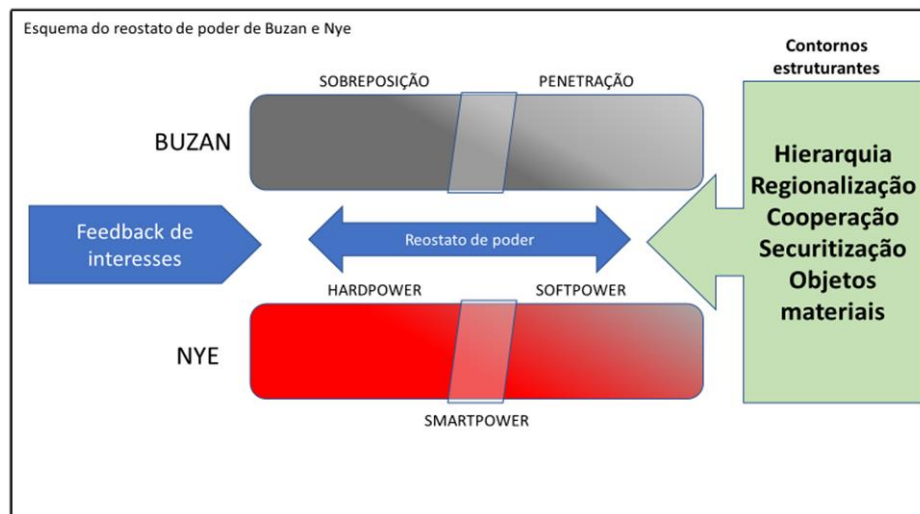 Esquema do reostato de poder de Buzan e Nye
Contornos
estruturantes
SOBREPOSIÇÃO
PENETRAÇÃO
BUZAN
Hierarquia
Regionalização
Cooperação
Securitização
Objetos
materiais
Feedback de
interesses
Reostato de poder
HARDPOWER
SOFTPOWER
NYE
SMARTPOWER